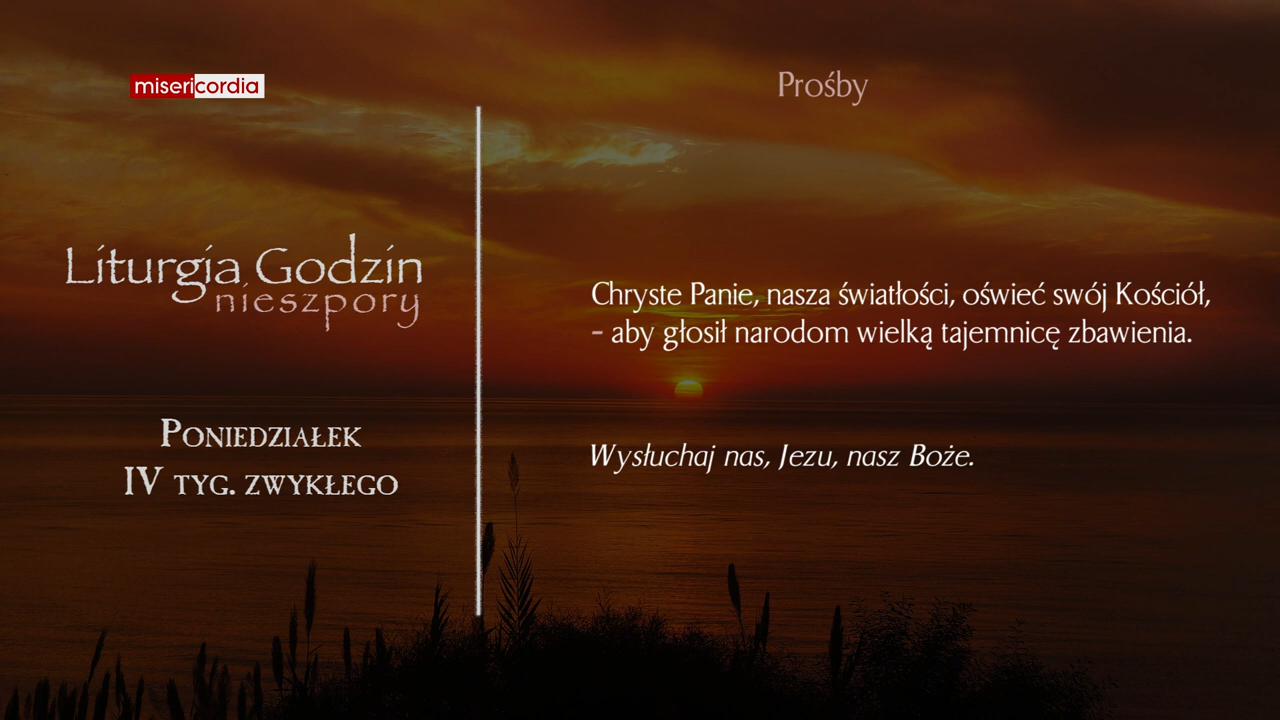 misericordia
Prośby
Liturgia Godzin
nieszpory
Chryste Panie, nasza światłości, oświeć swój Kościół,
- aby głosił narodom wielką tajemnicę zbawienia.
Poniedziałek
IV tyg. zwykłego
Wysłuchaj nas, Jezu, nasz Boże.